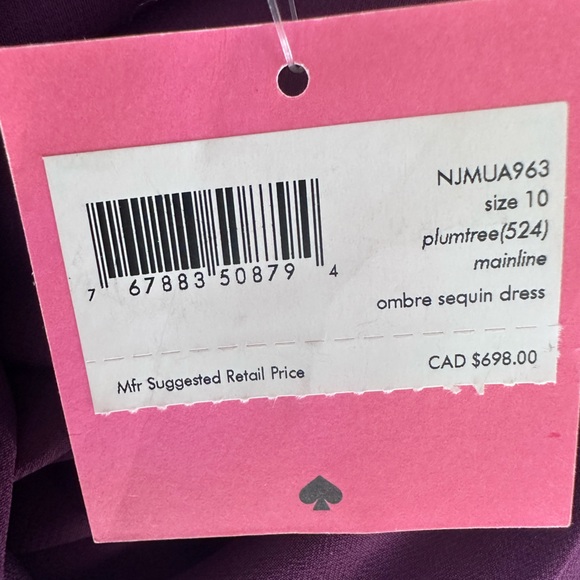 NJMUA963
size 10
plumtree(524)
mainline
ombre sequin dress
7 67883 50879 4
Mfr Suggested Retail Price
CAD $698.00